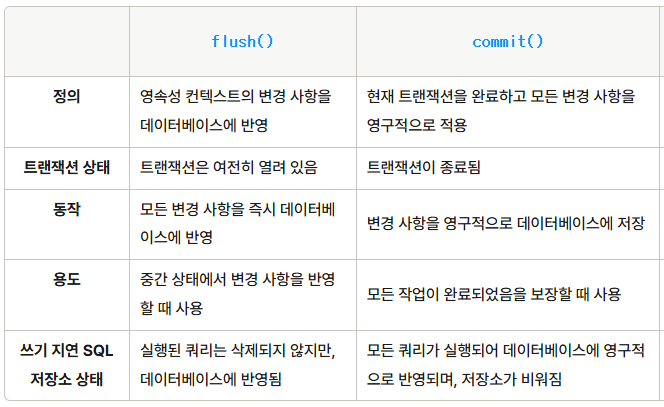 flush()
commit()
정의
영속성 컨텍스트의 변경 사항을
데이터베이스에 반영
현재 트랜잭션을 완료하고 모든 변경 사항을
영구적으로 적용
트랜잭션 상태
트랜잭션은 여전히 열려 있음
트랜잭션이 종료됨
동작
모든 변경 사항을 즉시 데이터베
이스에 반영
변경 사항을 영구적으로 데이터베이스에 저장
용도
중간 상태에서 변경 사항을 반영
할 때 사용
모든 작업이 완료되었음을 보장할 때 사용
쓰기 지연 SQL
저장소 상태
실행된 쿼리는 삭제되지 않지만,
데이터베이스에 반영됨
모든 쿼리가 실행되어 데이터베이스에 영구적
으로 반영되며, 저장소가 비워짐